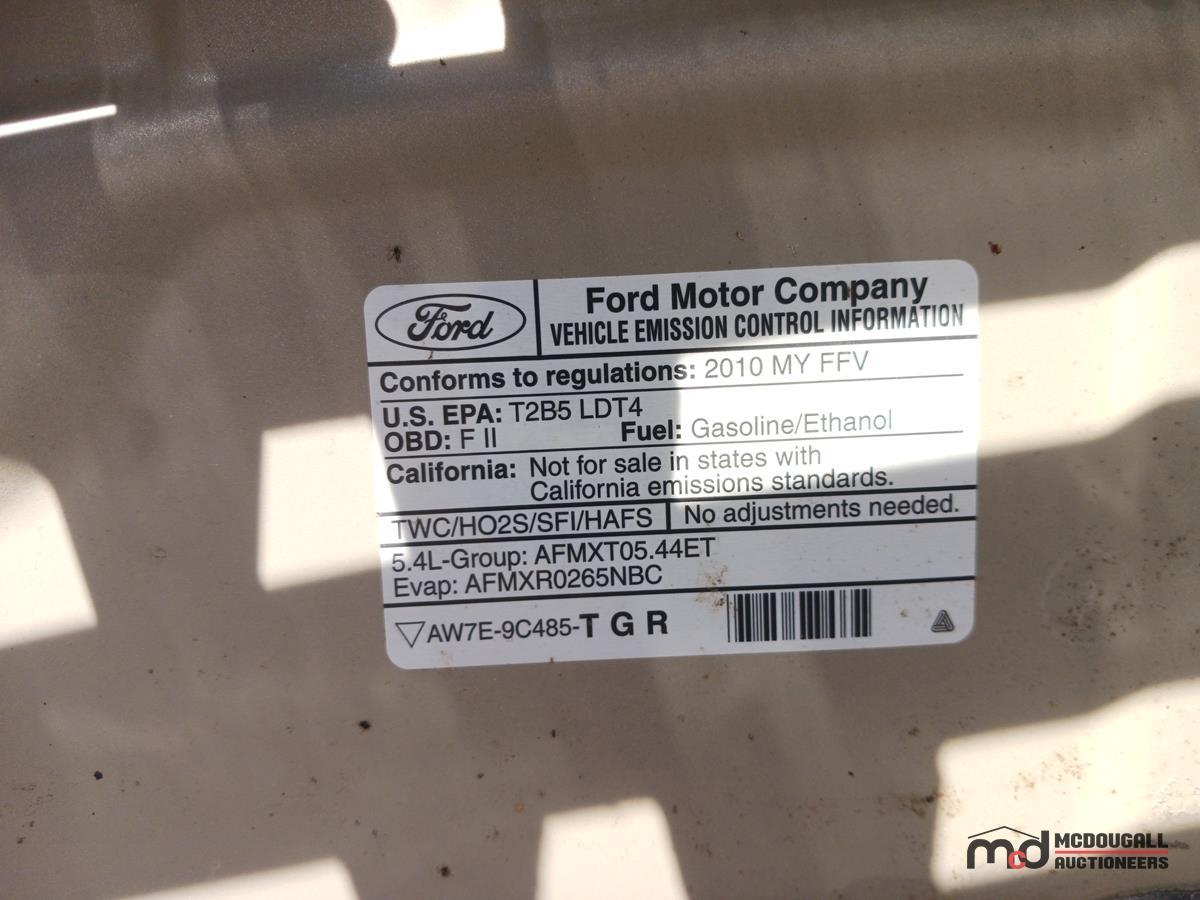 Ford
Ford Motor Company
VEHICLE EMISSION CONTROL INFORMATION
Conforms to regulations: 2010 MY FFV
U.S. EPA: T2B5 LDT4
OBD: F II Fuel: Gasoline/Ethanol
California: Not for sale in states with
California emissions standards.
TWC/HO2S/SFI/HAFS No adjustments needed.
5.4L-Group: AFMXT05.44ET
Evap: AFMXR0265NBC
AW7E-9C485-T G R
mcd MCDOUGALL
AUCTIONEERS